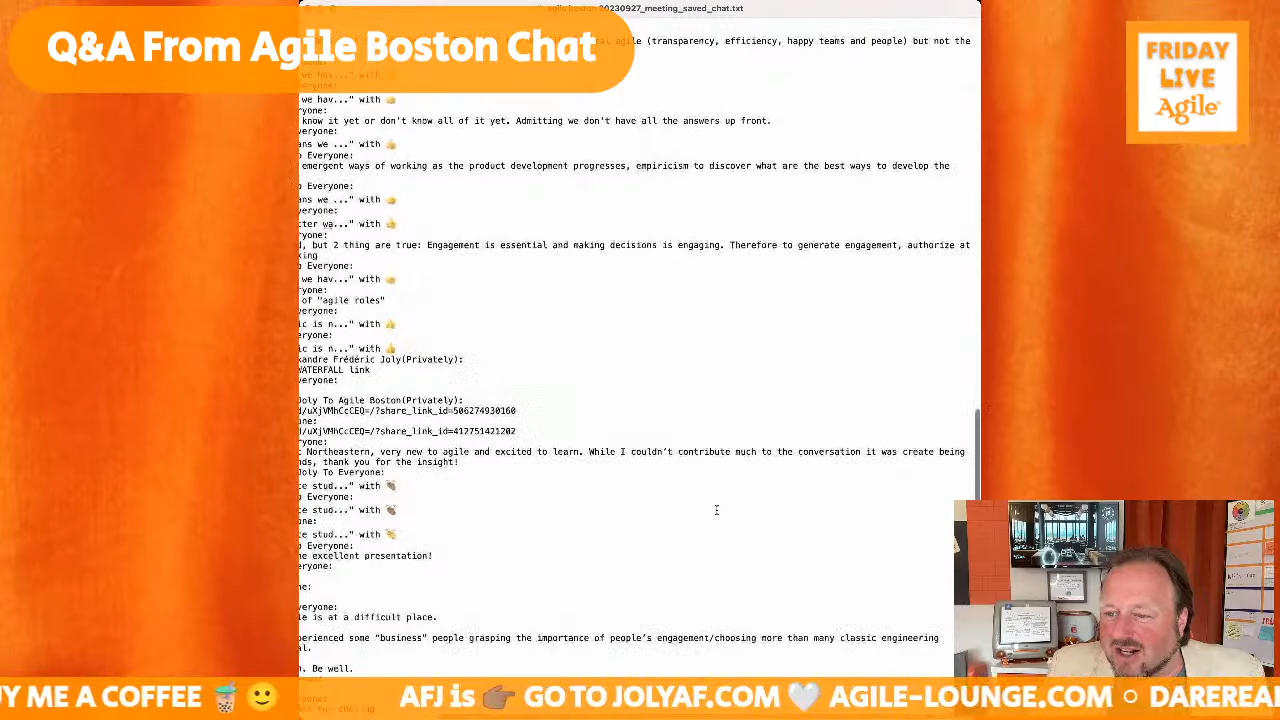 agile boston 20230927_meeting_saved_chat.txt
Q&A From Agile Boston Chat
agile (transparency, efficiency, happy teams and people) but not the
we hav..." with 👍
ryone:
know it yet or don't know all of it yet. Admitting we don't have all the answers up front.
veryone:
ans we ..." with 👍
o Everyone:
emergent ways of working as the product development progresses, empiricism to discover what are the best ways to develop the
o Everyone:
ans we ..." with 👍
veryone:
tter wa..." with 👍
ryone:
d, but 2 thing are true: Engagement is essential and making decisions is engaging. Therefore to generate engagement, authorize at
king
o Everyone:
we hav..." with 👍
ryone:
of "agile roles"
veryone:
ic is n..." with 👍
veryone:
ic is n..." with 👍
xandre Frédéric Joly(Privately):
WATERFALL link
veryone:
Joly To Agile Boston(Privately):
d/uXjVMhCcCEQ=/?share_link_id=506274930160
one:
d/uXjVMhCcCEQ=/?share_link_id=412751421202
ryone:
t Northeastern, very new to agile and excited to learn. While I couldn't contribute much to the conversation it was create being
nds, thank you for the insight!
Joly To Everyone:
ce stud..." with 👏🏾
o Everyone:
ce stud..." with 👏🏾
one:
ce stud..." with 👏
o Everyone:
he excellent presentation!
eryone:
ne:
veryone:
le is at a difficult place.
perienced some "business" people grasping the importance of people's engagement/choosing more than many classic engineering
al.
n. Be well.
FRIDAY
LIVE
Agile
UY ME A COFFEE 🧋 🙂 AFJ is 👉🏾 GO TO JOLYAF.COM 🤍 AGILE-LOUNGE.COM ○ DAREREA